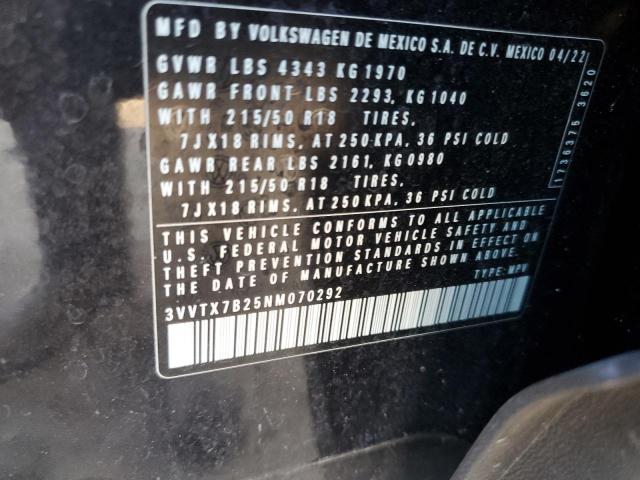 MFD BY VOLKSWAGEN DE MEXICO S.A. DE C.V. MEXICO 04/22
GVWR LBS 4343 KG 1970
GAWR FRONT LBS 2293, KG 1040
WITH 215/50 R18 TIRES,
7JX18 RIMS, AT 250 KPA, 36 PSI COLD
GAWR REAR LBS 2161, KG 0980
WITH 215/50 R18 TIRES,
7JX18 RIMS, AT 250 KPA, 36 PSI COLD
1736375 3620
THIS VEHICLE CONFORMS TO ALL APPLICABLE
U.S. FEDERAL MOTOR VEHICLE SAFETY AND
THEFT PREVENTION STANDARDS IN EFFECT ON
THE DATE OF MANUFACTURE SHOWN ABOVE.
TYPE: MPV
3VVTX7B25NM070292